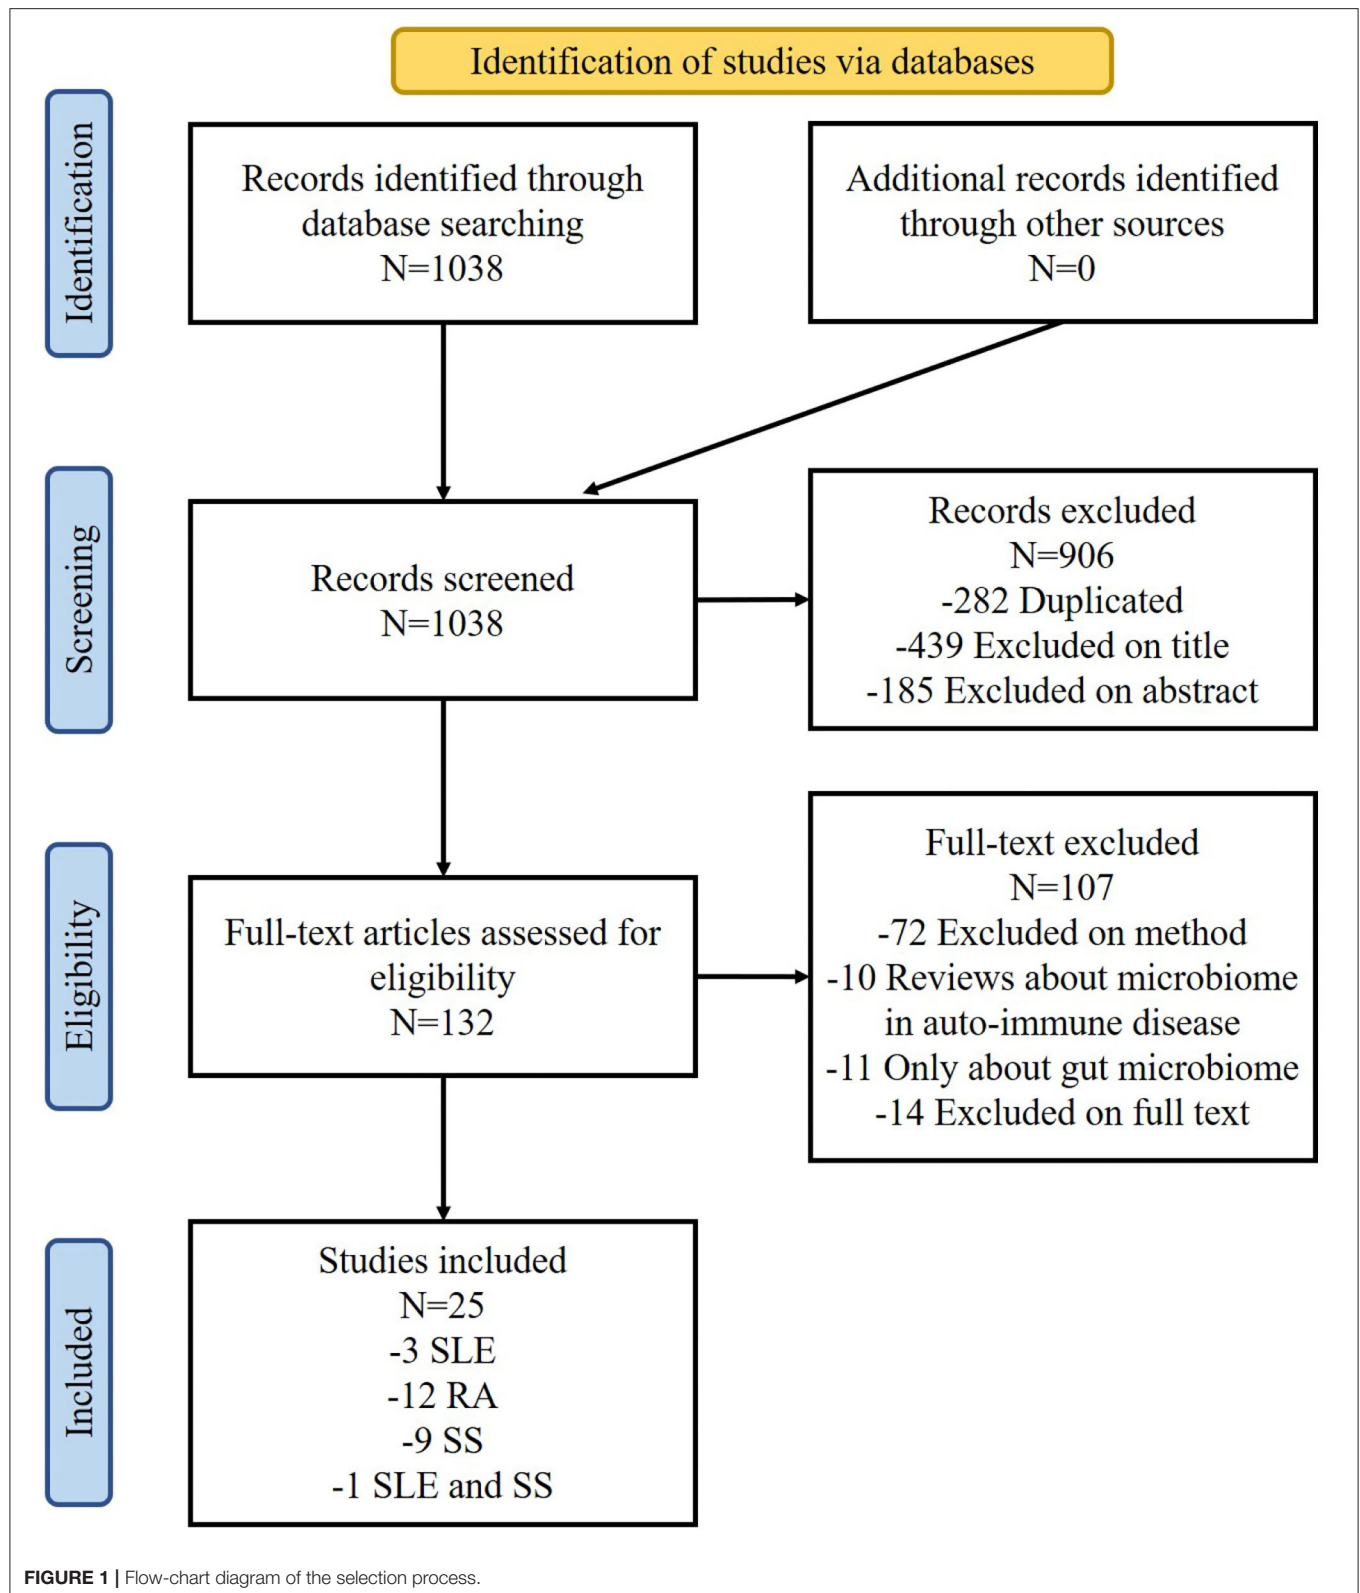 Identification of studies via databases
Identification
Records identified through
database searching
N=1038
Additional records identified
through other sources
N=0
Screening
Records screened
N=1038
Records excluded
N=906
-282 Duplicated
-439 Excluded on title
-185 Excluded on abstract
Eligibility
Full-text articles assessed for
eligibility
N=132
Full-text excluded
N=107
-72 Excluded on method
-10 Reviews about microbiome
in auto-immune disease
-11 Only about gut microbiome
-14 Excluded on full text
Included
Studies included
N=25
-3 SLE
-12 RA
-9 SS
-1 SLE and SS
FIGURE 1 | Flow-chart diagram of the selection process.